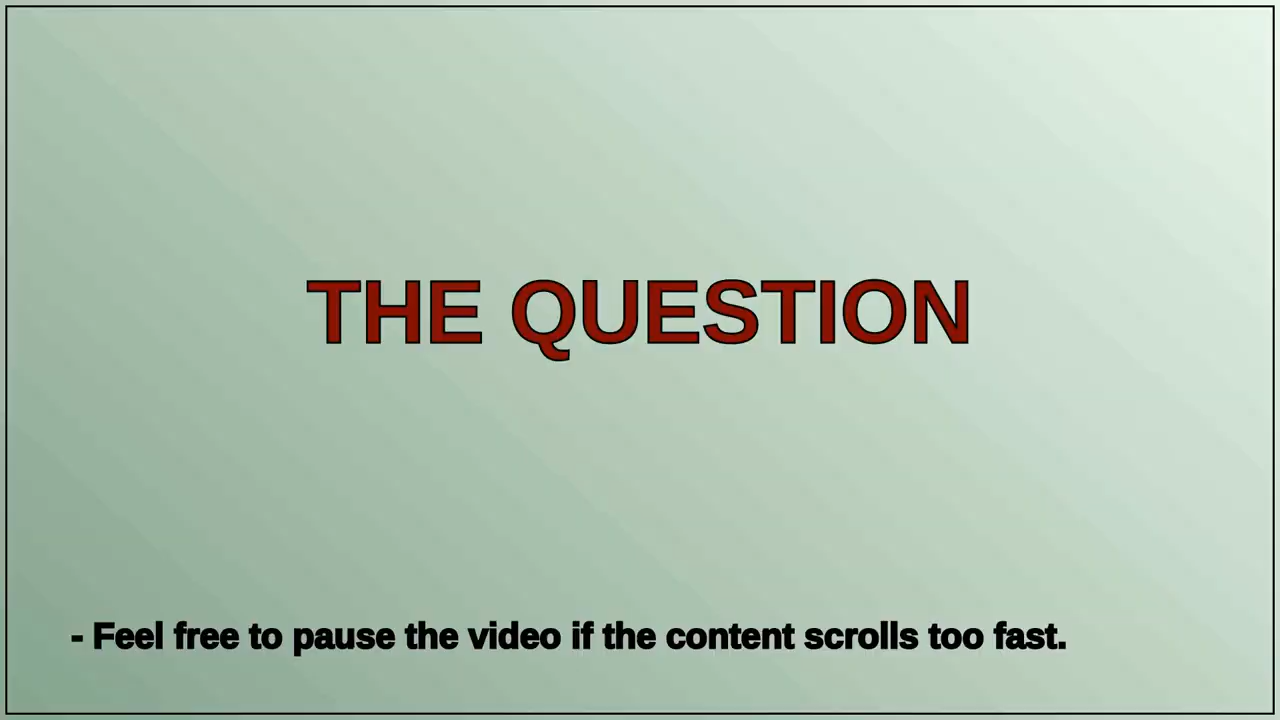 THE QUESTION
- Feel free to pause the video if the content scrolls too fast.